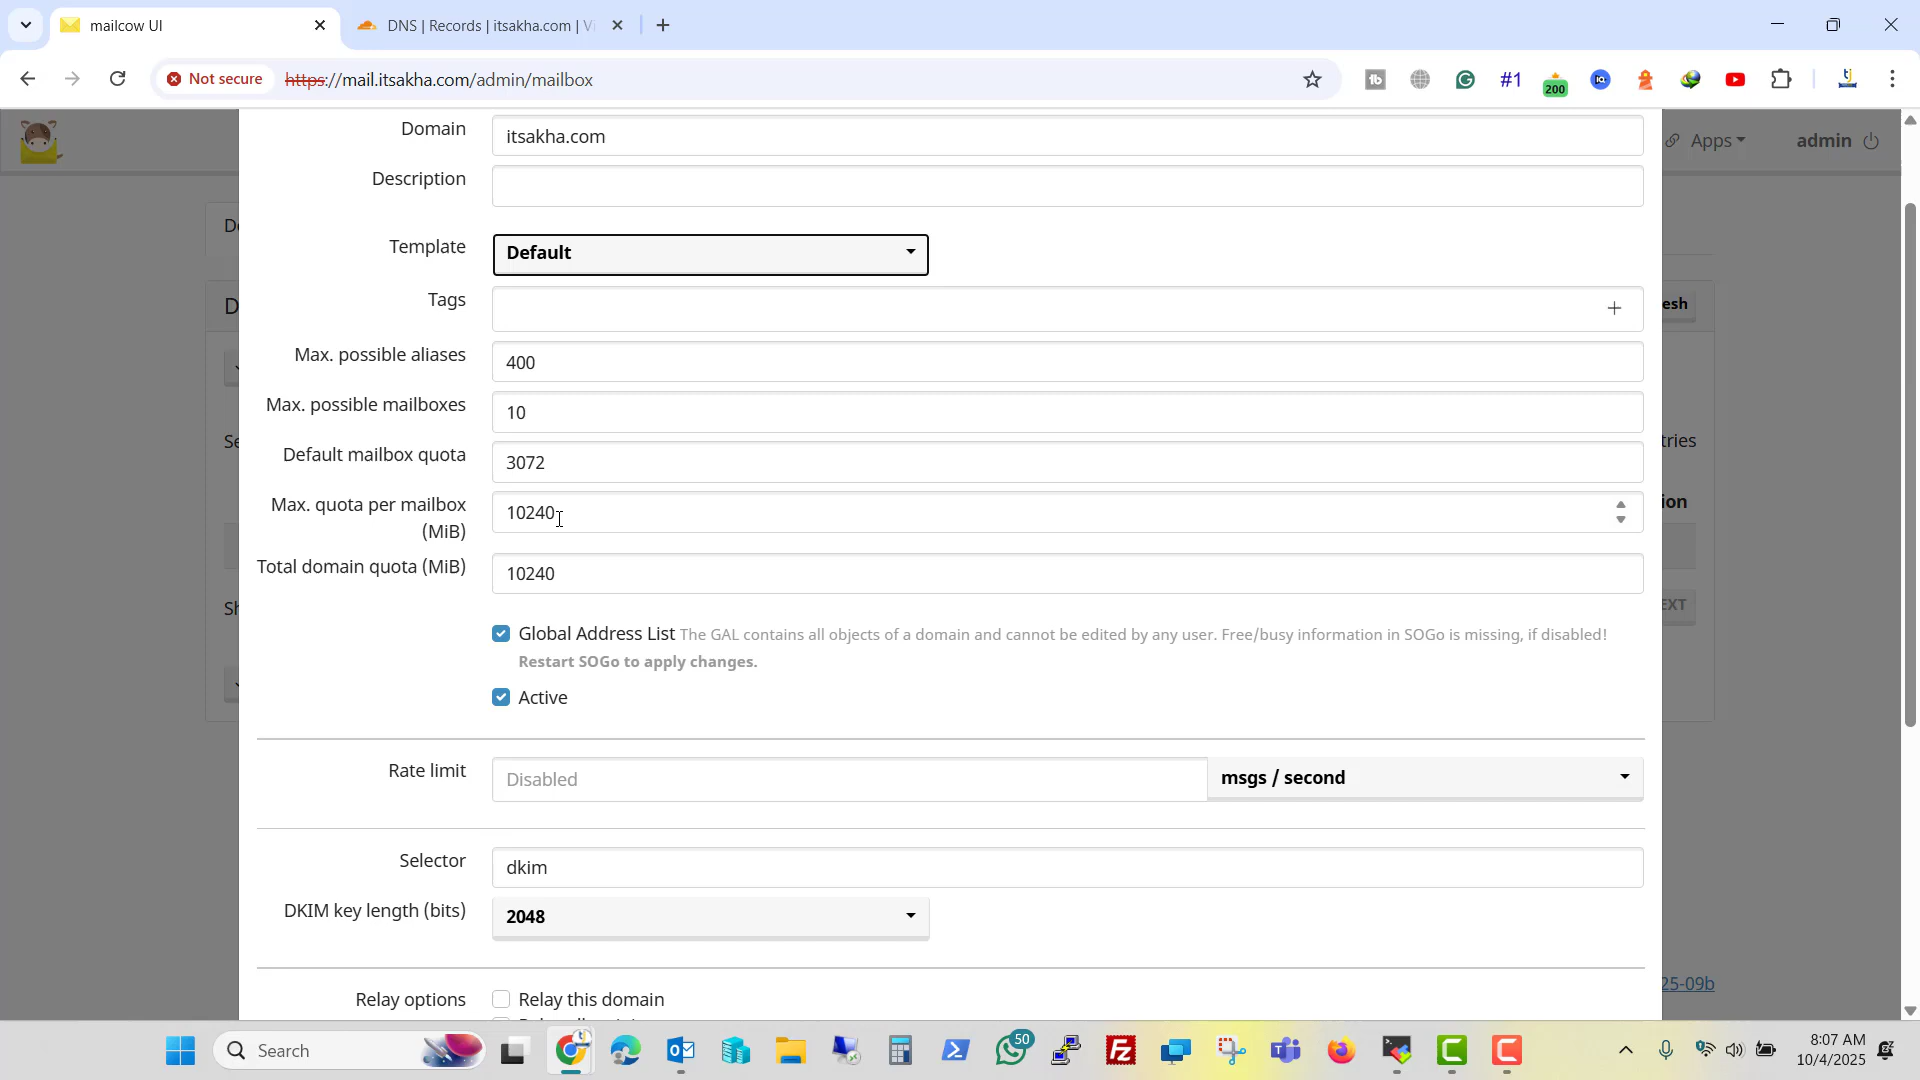 mailcow UI
DNS | Records | itsakha.com |
Not secure
https://mail.itsakha.com/admin/mailbox
#1
200
Apps
admin
Domain
itsakha.com
Description
Template
Default
Tags
Max. possible aliases
400
Max. possible mailboxes
10
Default mailbox quota
3072
Max. quota per mailbox
(MiB)
10240
Total domain quota (MiB)
10240
Global Address List The GAL contains all objects of a domain and cannot be edited by any user. Free/busy information in SOGo is missing, if disabled!
Restart SOGo to apply changes.
Active
Rate limit
Disabled
msgs / second
Selector
dkim
DKIM key length (bits)
2048
Relay options
Relay this domain
25-09b
Search
50
8:07 AM
10/4/2025